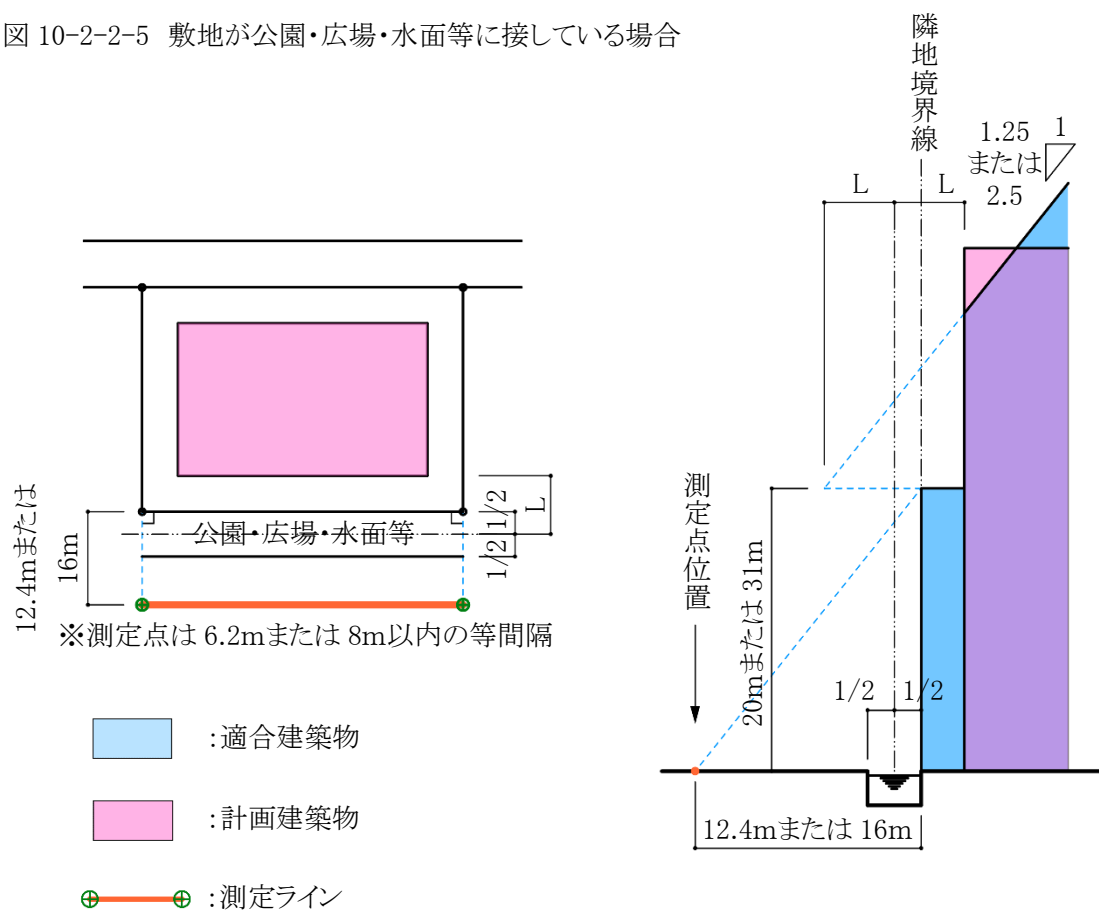 図 10-2-2-5 敷地が公園・広場・水面等に接している場合
隣地境界線
1.25
または
2.5
1
L
L
L
1/2
1/2
公園・広場・水面等
12.4mまたは
16m
※測定点は 6.2mまたは 8m以内の等間隔
測定点位置
20mまたは 31m
1/2
1/2
12.4mまたは 16m
:適合建築物
:計画建築物
:測定ライン